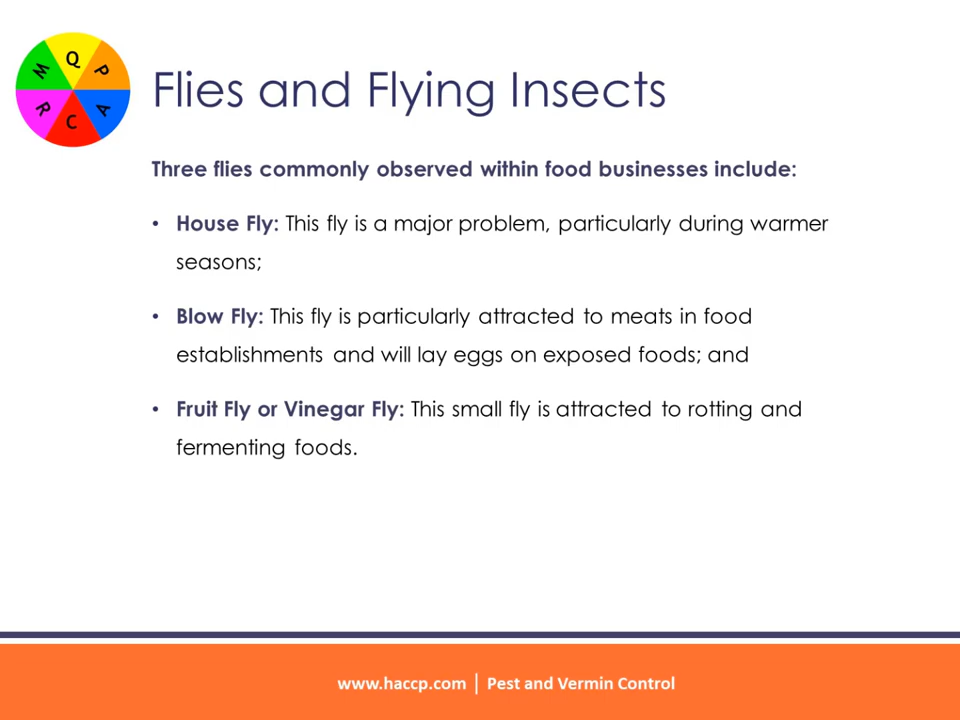 Q
P
A
C
R
M
Flies and Flying Insects
Three flies commonly observed within food businesses include:
• House Fly: This fly is a major problem, particularly during warmer
seasons;
• Blow Fly: This fly is particularly attracted to meats in food
establishments and will lay eggs on exposed foods; and
• Fruit Fly or Vinegar Fly: This small fly is attracted to rotting and
fermenting foods.
www.haccp.com | Pest and Vermin Control